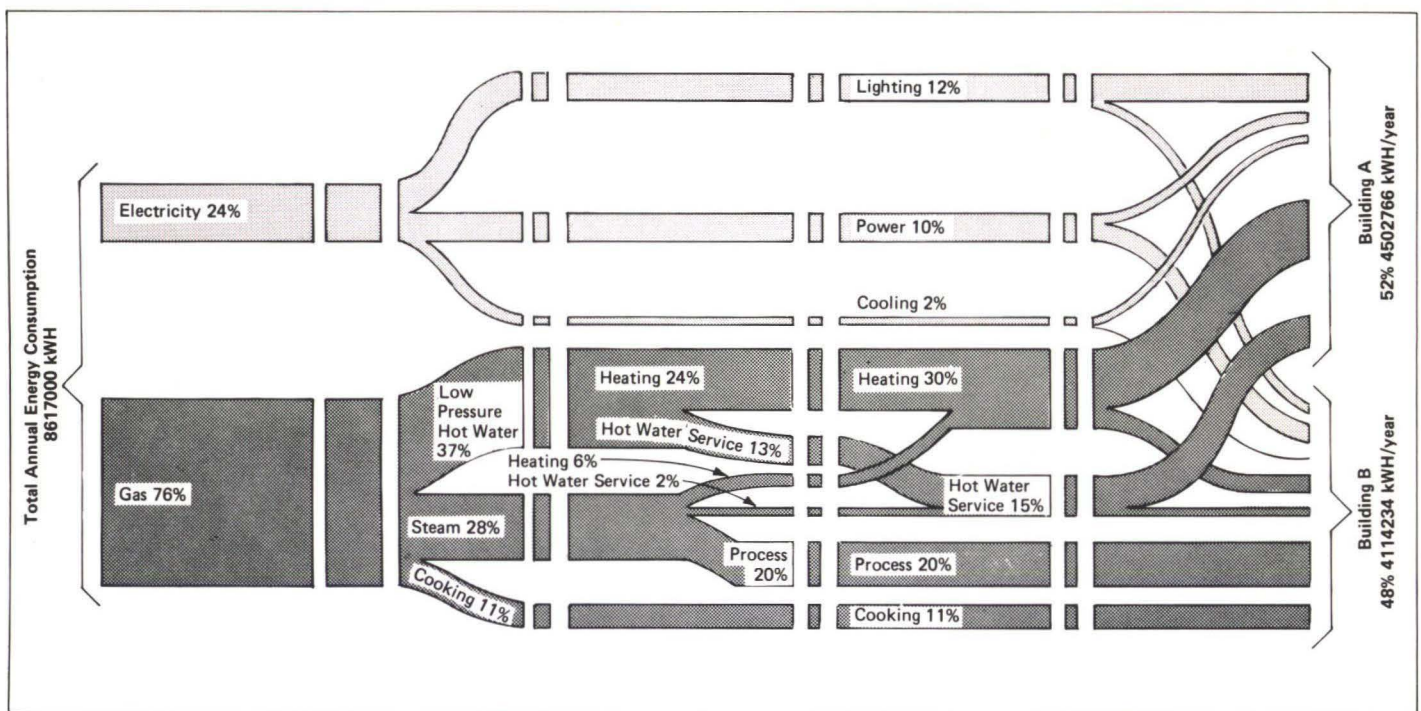 Total Annual Energy Consumption
8617000 kWH
Electricity 24%
Gas 76%
Low
Pressure
Hot Water
37%
Steam 28%
Cooking 11%
Heating 24%
Hot Water Service 13%
Heating 6%
Hot Water Service 2%
Process
20%
Lighting 12%
Power 10%
Cooling 2%
Heating 30%
Hot Water
Service 15%
Process 20%
Cooking 11%
Building A
52% 4502766 kWH/year
Building B
48% 4114234 kWH/year